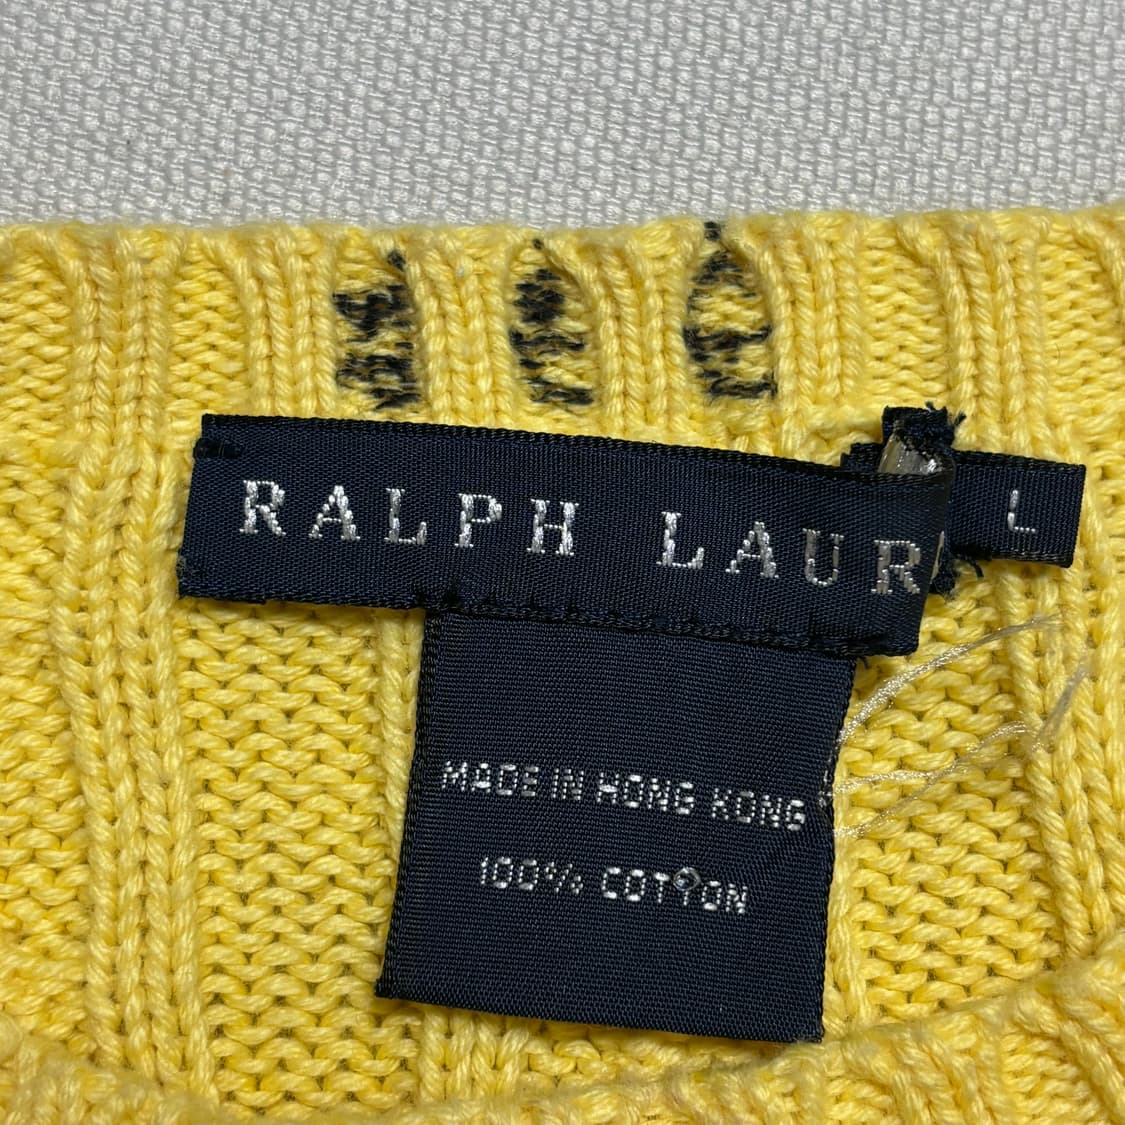 RALPH LAUR
L
MADE IN HONG KONG
100% COTTON